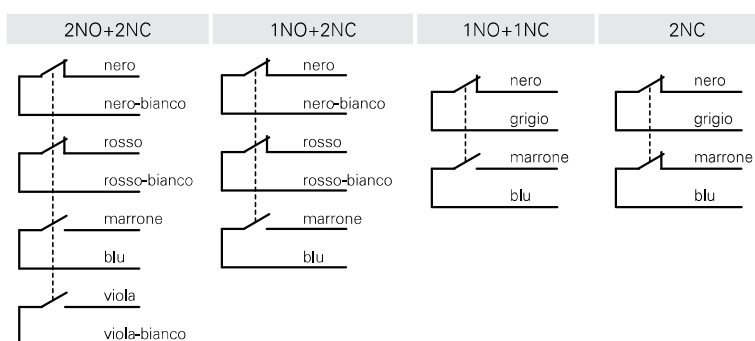 2NO+2NC
nero
nero-bianco
rosso
rosso-bianco
marrone
blu
viola
viola-bianco
1NO+2NC
nero
nero-bianco
rosso
rosso-bianco
marrone
blu
1NO+1NC
nero
grigio
marrone
blu
2NC
nero
grigio
marrone
blu